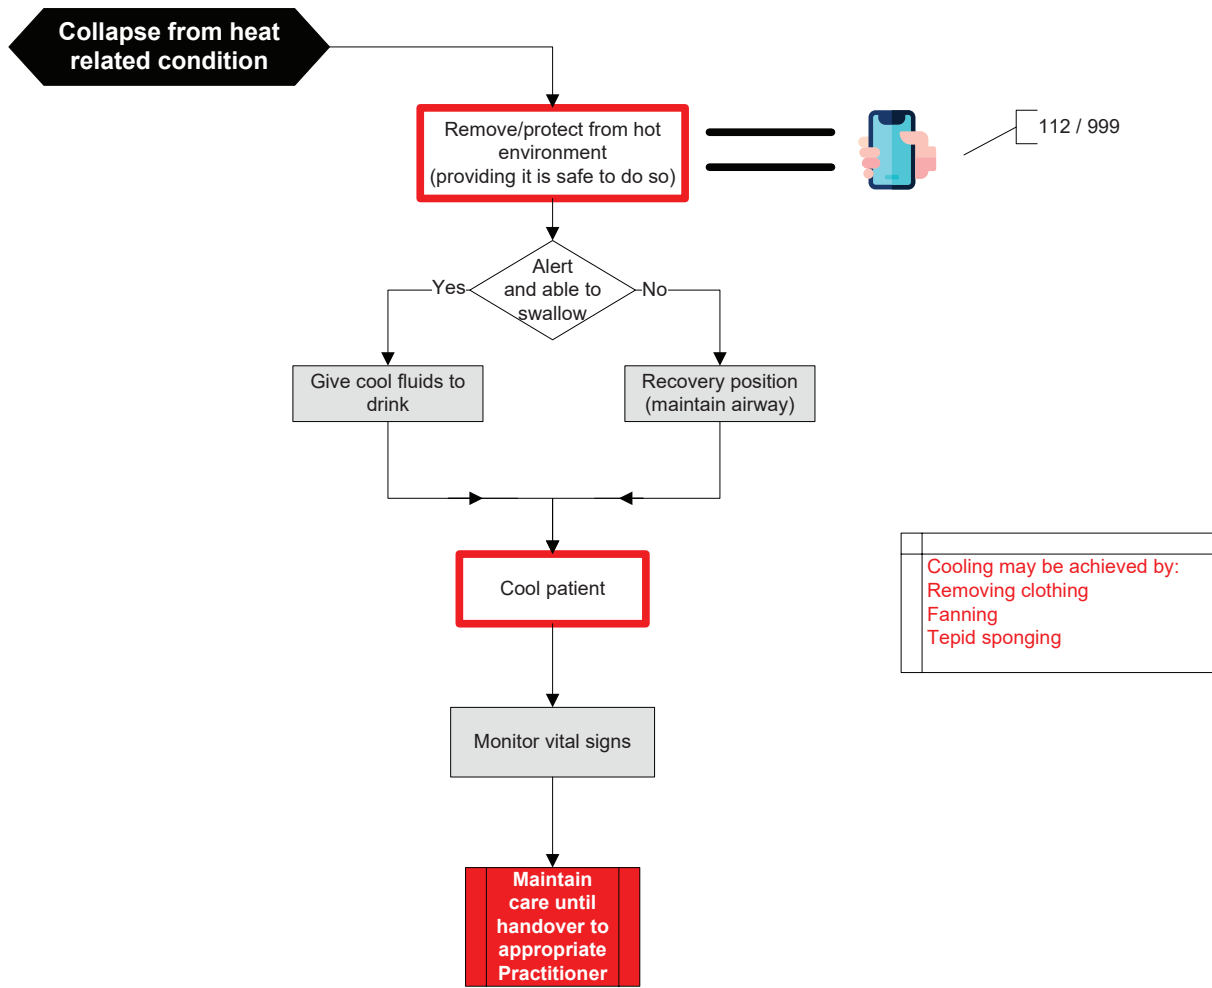 Collapse from heat
related condition
Remove/protect from hot
environment
(providing it is safe to do so)
112 / 999
Alert
and able to
swallow
Yes
No
Give cool fluids to
drink
Recovery position
(maintain airway)
Cool patient
Cooling may be achieved by:
Removing clothing
Fanning
Tepid sponging
Monitor vital signs
Maintain
care until
handover to
appropriate
Practitioner